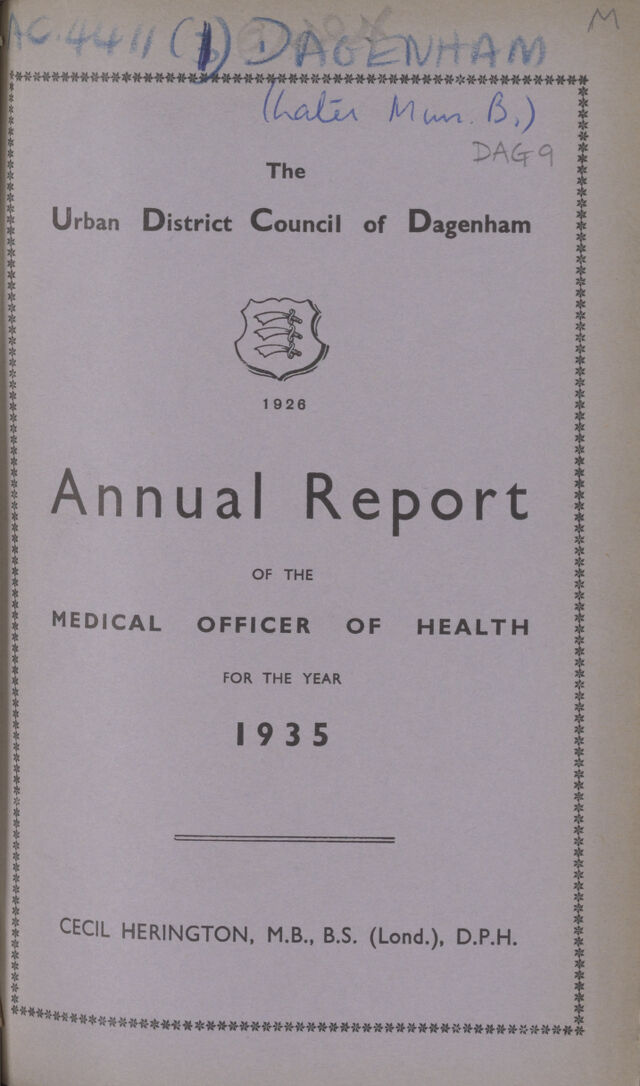 M
AC.4411 (1) DAGENHAM
(Later Mun. B.)
DAG 9
The
Urban District Council of Dagenham
1926
Annual Report
OF THE
MEDICAL OFFICER OF HEALTH
FOR THE YEAR
1935
CECIL HERINGTON, M.B., B.S. (Lond.), D.P.H.